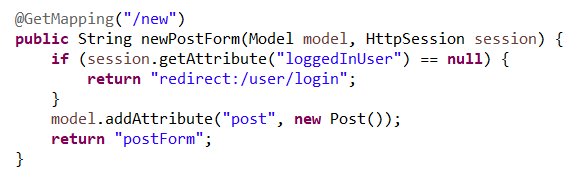 @GetMapping("/new")
public String newPostForm(Model model, HttpSession session) {
    if (session.getAttribute("loggedInUser") == null) {
        return "redirect:/user/login";
    }
    model.addAttribute("post", new Post());
    return "postForm";
}